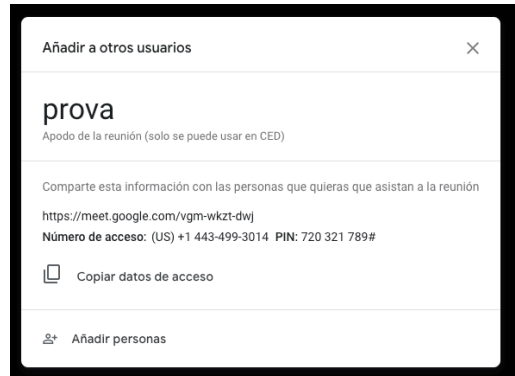 Añadir a otros usuarios
prova
Apodo de la reunión (solo se puede usar en CED)
Comparte esta información con las personas que quieras que asistan a la reunión
https://meet.google.com/vgm-wkzt-dwj
Número de acceso: (US) +1 443-499-3014 PIN: 720 321 789#
Copiar datos de acceso
Añadir personas